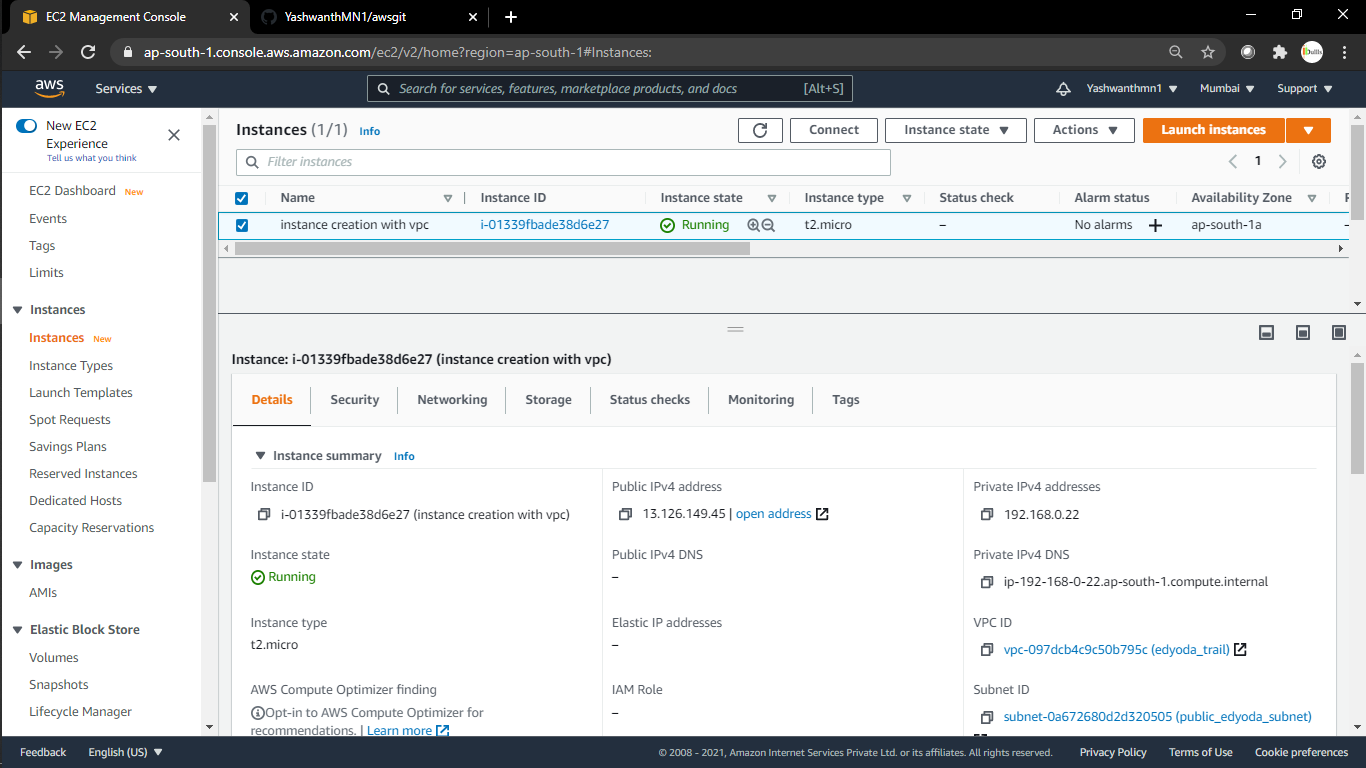 EC2 Management Console
YashwanthMN1/awsgit
ap-south-1.console.aws.amazon.com/ec2/v2/home?region=ap-south-1#Instances:
aws
Services
Search for services, features, marketplace products, and docs [Alt+S]
Yashwanthmn1
Mumbai
Support
New EC2
Experience
Tell us what you think
EC2 Dashboard New
Events
Tags
Limits
Instances
Instances New
Instance Types
Launch Templates
Spot Requests
Savings Plans
Reserved Instances
Dedicated Hosts
Capacity Reservations
Images
AMIs
Elastic Block Store
Volumes
Snapshots
Lifecycle Manager
Instances (1/1) Info
Connect
Instance state
Actions
Launch instances
Filter instances
1
Name Instance ID Instance state Instance type Status check Alarm status Availability Zone
instance creation with vpc i-01339fbade38d6e27 Running t2.micro – No alarms + ap-south-1a
Instance: i-01339fbade38d6e27 (instance creation with vpc)
Details Security Networking Storage Status checks Monitoring Tags
Instance summary Info
Instance ID
i-01339fbade38d6e27 (instance creation with vpc)
Public IPv4 address
13.126.149.45 | open address
Private IPv4 addresses
192.168.0.22
Instance state
Running
Public IPv4 DNS
–
Private IPv4 DNS
ip-192-168-0-22.ap-south-1.compute.internal
Instance type
t2.micro
Elastic IP addresses
–
VPC ID
vpc-097dcb4c9c50b795c (edyoda_trail)
AWS Compute Optimizer finding
Opt-in to AWS Compute Optimizer for
recommendations. | Learn more
IAM Role
–
Subnet ID
subnet-0a672680d2d320505 (public_edyoda_subnet)
Feedback English (US) © 2008 - 2021, Amazon Internet Services Private Ltd. or its affiliates. All rights reserved. Privacy Policy Terms of Use Cookie preferences